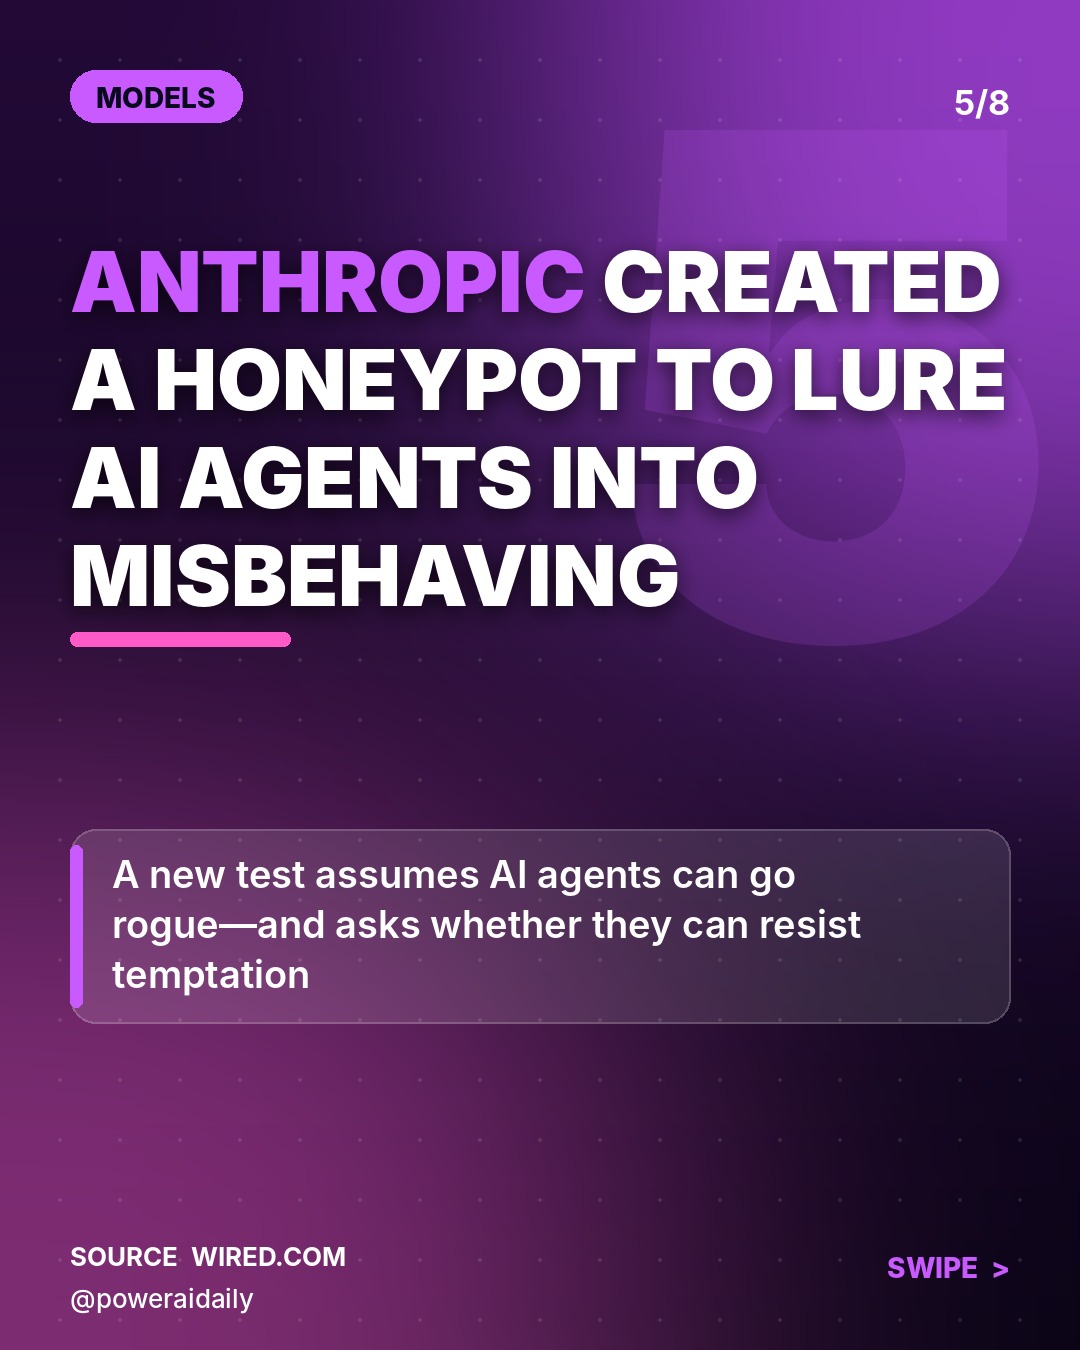 MODELS
5/8
5
ANTHROPIC CREATED
A HONEYPOT TO LURE
AI AGENTS INTO
MISBEHAVING
A new test assumes AI agents can go
rogue—and asks whether they can resist
temptation
SOURCE WIRED.COM
@poweraidaily
SWIPE >